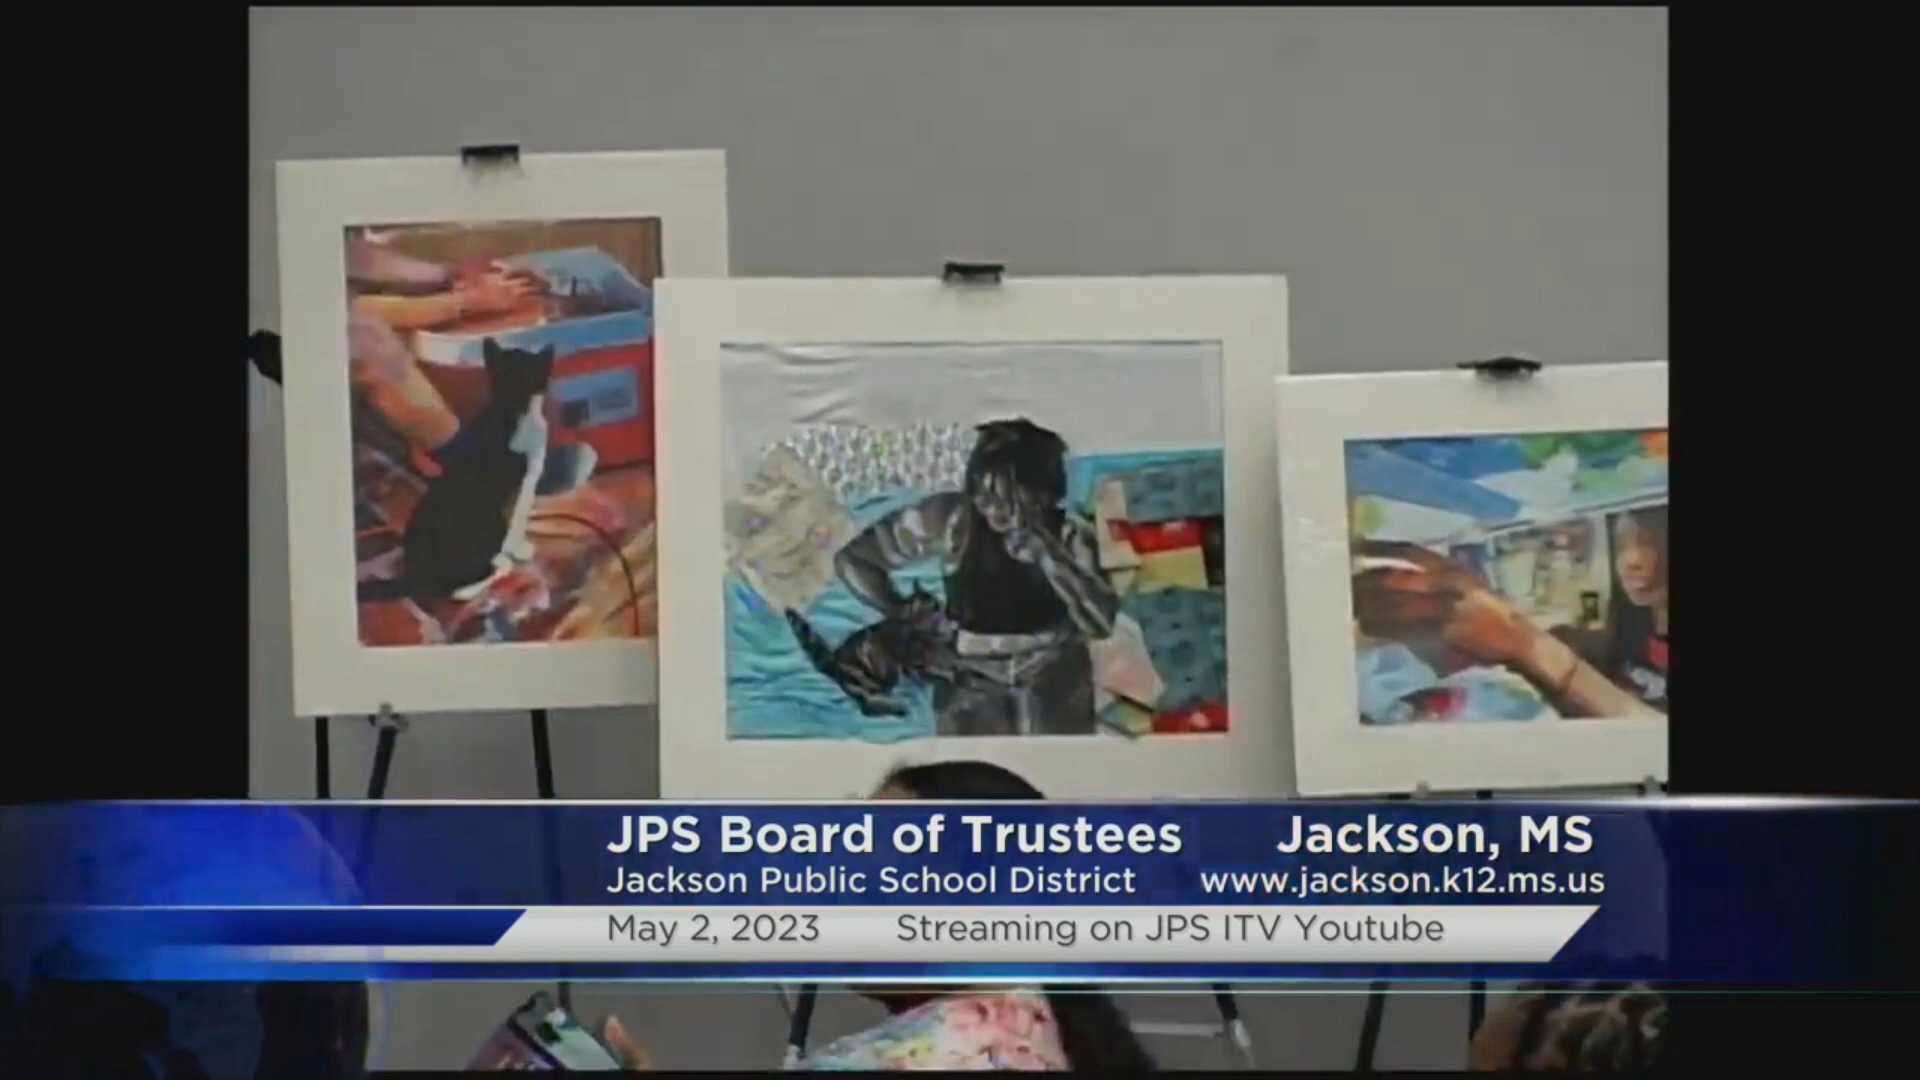 JPS Board of Trustees Jackson, MS
Jackson Public School District www.jackson.k12.ms.us
May 2, 2023 Streaming on JPS ITV Youtube